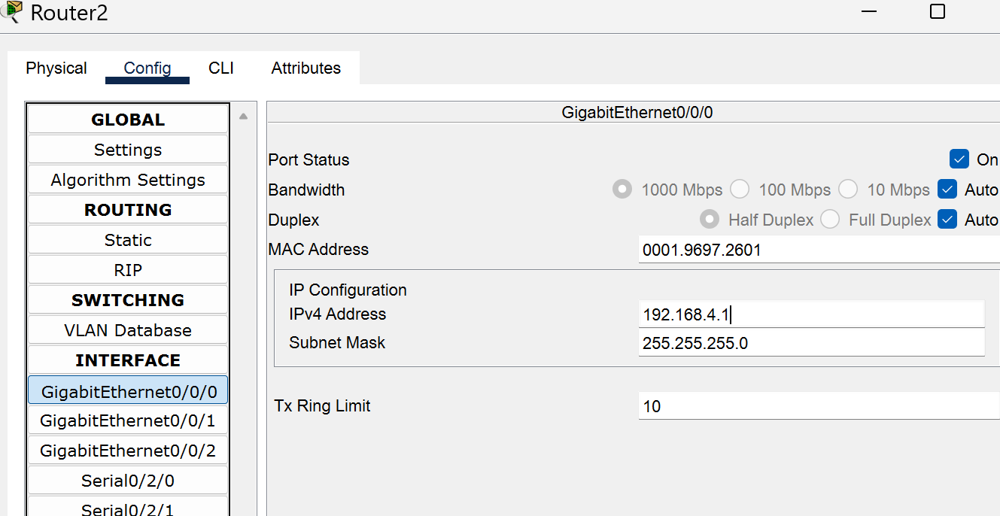 Router2
Physical Config CLI Attributes
GLOBAL
Settings
Algorithm Settings
ROUTING
Static
RIP
SWITCHING
VLAN Database
INTERFACE
GigabitEthernet0/0/0
GigabitEthernet0/0/1
GigabitEthernet0/0/2
Serial0/2/0
Serial0/2/1
GigabitEthernet0/0/0
Port Status On
Bandwidth 1000 Mbps 100 Mbps 10 Mbps Auto
Duplex Half Duplex Full Duplex Auto
MAC Address 0001.9697.2601
IP Configuration
IPv4 Address 192.168.4.1
Subnet Mask 255.255.255.0
Tx Ring Limit 10